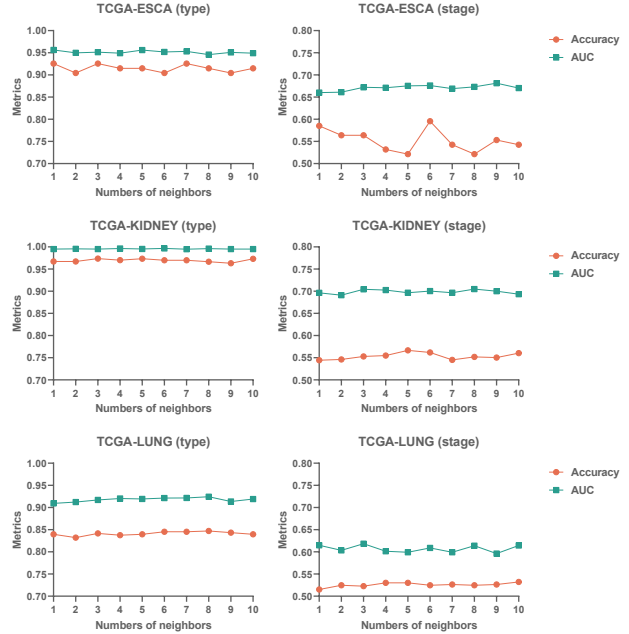 TCGA-ESCA (type)
1.00
0.95
0.90
0.85
0.80
0.75
0.70
Metrics
1 2 3 4 5 6 7 8 9 10
Numbers of neighbors
TCGA-ESCA (stage)
0.80
0.75
0.70
0.65
0.60
0.55
0.50
Metrics
1 2 3 4 5 6 7 8 9 10
Numbers of neighbors
Accuracy
AUC
TCGA-KIDNEY (type)
1.00
0.95
0.90
0.85
0.80
0.75
0.70
Metrics
1 2 3 4 5 6 7 8 9 10
Numbers of neighbors
TCGA-KIDNEY (stage)
0.80
0.75
0.70
0.65
0.60
0.55
0.50
Metrics
1 2 3 4 5 6 7 8 9 10
Numbers of neighbors
Accuracy
AUC
TCGA-LUNG (type)
1.00
0.95
0.90
0.85
0.80
0.75
0.70
Metrics
1 2 3 4 5 6 7 8 9 10
Numbers of neighbors
TCGA-LUNG (stage)
0.80
0.75
0.70
0.65
0.60
0.55
0.50
Metrics
1 2 3 4 5 6 7 8 9 10
Numbers of neighbors
Accuracy
AUC